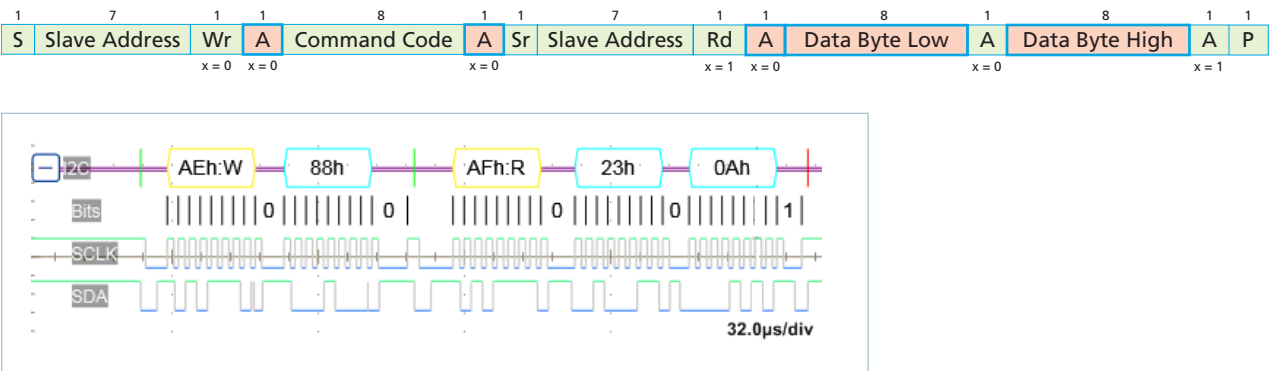 1 7 1 1 8 1 1 7 1 1 8 1 8 1 1
S Slave Address Wr A Command Code A Sr Slave Address Rd A Data Byte Low A Data Byte High A P
x = 0 x = 0 x = 0 x = 1 x = 0 x = 0 x = 1
I2C AEh:W 88h AFh:R 23h 0Ah
Bits 0 0 0 0 1
SCLK
SDA
32.0µs/div